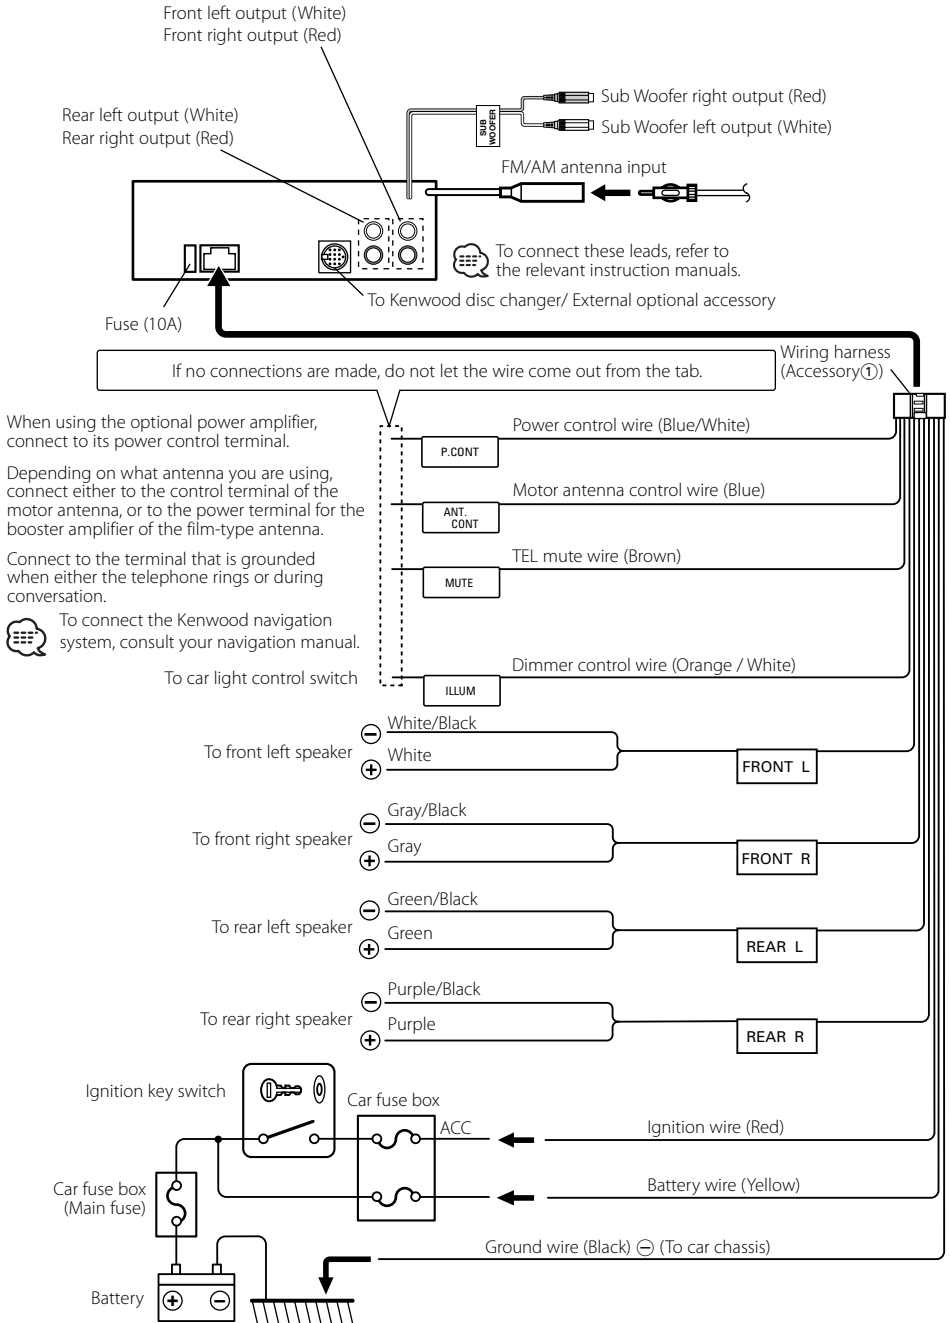 Front left output (White)
Front right output (Red)
Sub Woofer right output (Red)
Rear left output (White)
Rear right output (Red)
SUB
WOOFER
Sub Woofer left output (White)
FM/AM antenna input
To connect these leads, refer to
the relevant instruction manuals.
To Kenwood disc changer/ External optional accessory
Fuse (10A)
Wiring harness
(Accessory①)
If no connections are made, do not let the wire come out from the tab.
When using the optional power amplifier,
connect to its power control terminal.
Power control wire (Blue/White)
P.CONT
Depending on what antenna you are using,
connect either to the control terminal of the
motor antenna, or to the power terminal for the
booster amplifier of the film-type antenna.
Motor antenna control wire (Blue)
ANT.
CONT
Connect to the terminal that is grounded
when either the telephone rings or during
conversation.
TEL mute wire (Brown)
MUTE
To connect the Kenwood navigation
system, consult your navigation manual.
To car light control switch
Dimmer control wire (Orange / White)
ILLUM
To front left speaker
⊖ White/Black
⊕ White
FRONT L
To front right speaker
⊖ Gray/Black
⊕ Gray
FRONT R
To rear left speaker
⊖ Green/Black
⊕ Green
REAR L
To rear right speaker
⊖ Purple/Black
⊕ Purple
REAR R
Ignition key switch
Car fuse box
ACC
Ignition wire (Red)
Car fuse box
(Main fuse)
Battery wire (Yellow)
Ground wire (Black) ⊖ (To car chassis)
Battery
⊕ ⊖